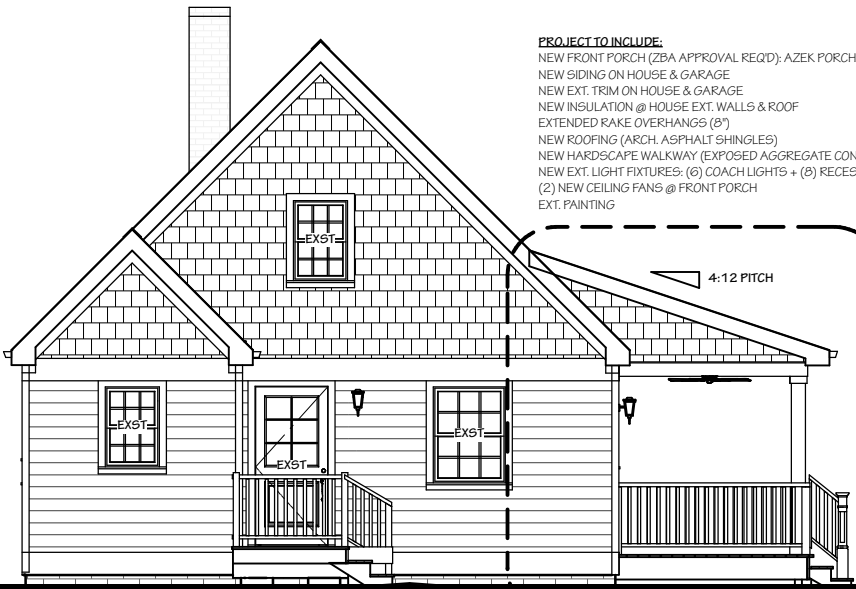 PROJECT TO INCLUDE:
NEW FRONT PORCH (ZBA APPROVAL REQ'D): AZEK PORCH
NEW SIDING ON HOUSE & GARAGE
NEW EXT. TRIM ON HOUSE & GARAGE
NEW INSULATION @ HOUSE EXT. WALLS & ROOF
EXTENDED RAKE OVERHANGS (8")
NEW ROOFING (ARCH. ASPHALT SHINGLES)
NEW HARDSCAPE WALKWAY (EXPOSED AGGREGATE CON
NEW EXT. LIGHT FIXTURES: (6) COACH LIGHTS + (8) RECES
(2) NEW CEILING FANS @ FRONT PORCH
EXT. PAINTING
EXST
4:12 PITCH
EXST
EXST
EXST